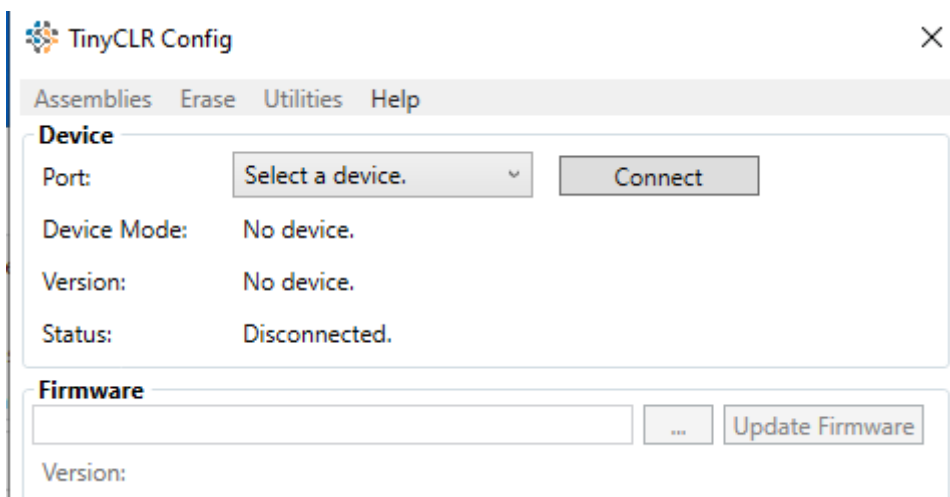 TinyCLR Config
Assemblies Erase Utilities Help
Device
Port: Select a device. Connect
Device Mode: No device.
Version: No device.
Status: Disconnected.
Firmware
... Update Firmware
Version: